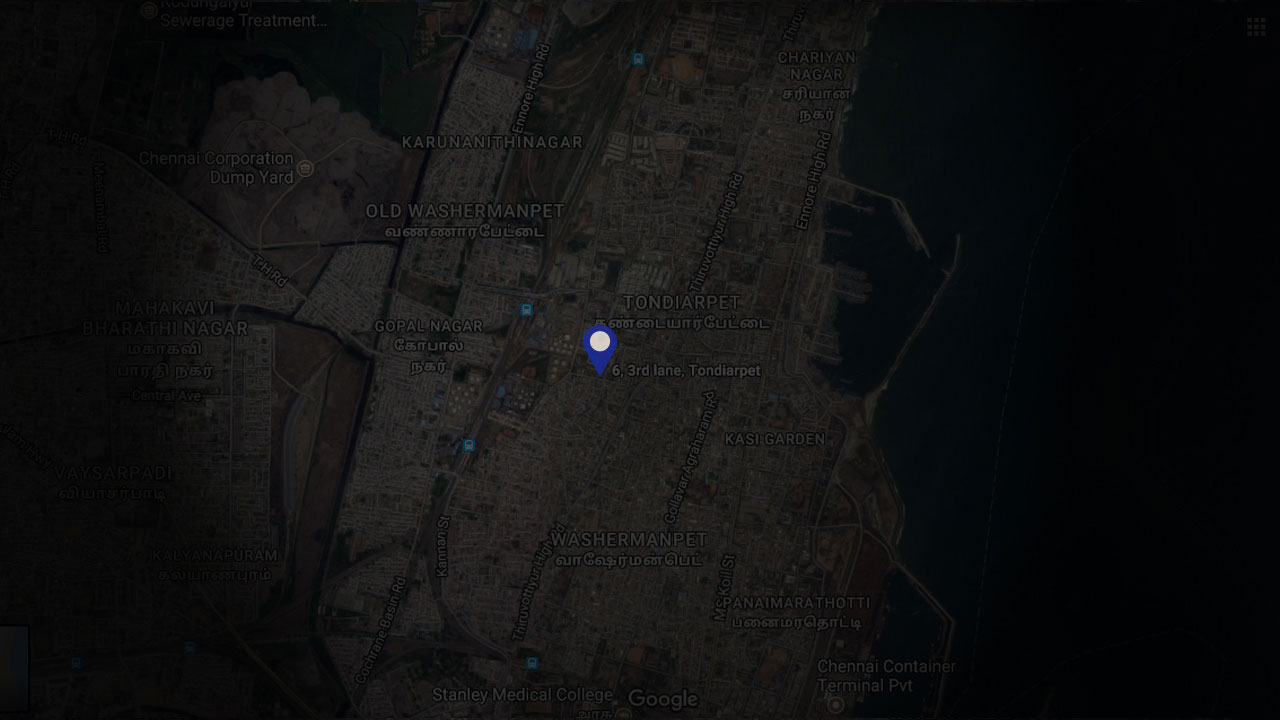 Kodungaiyur
Sewerage Treatment...
CHARIYAN
NAGAR
சரியான
நகர்
Ennore High Rd
KARUNANITHINAGAR
T H Rd
Chennai Corporation
Dump Yard
Ennore High Rd
OLD WASHERMANPET
வண்ணாரபேட்டை
Thiruvottiyur High Rd
T H Rd
TONDIARPET
தண்டையார்பேட்டை
MAHAKAVI
BHARATHI NAGAR
மகாகவி
பாரதி நகர்
GOPAL NAGAR
கோபால்
நகர்
6, 3rd lane, Tondiarpet
Central Ave
Gollavar Agraharam Rd
KASI GARDEN
VAYSARPADI
வியாசர்பாடி
Kannan St
Thiruvottiyur High Rd
WASHERMANPET
வாஷேர்மன்பெட்
KALYANAPURAM
கல்யாணபுரம்
Cochrane Basin Rd
PANAIMARATHOTTI
பனைமரதொட்டி
Chennai Container
Terminal Pvt
Stanley Medical College
Google
அரசு